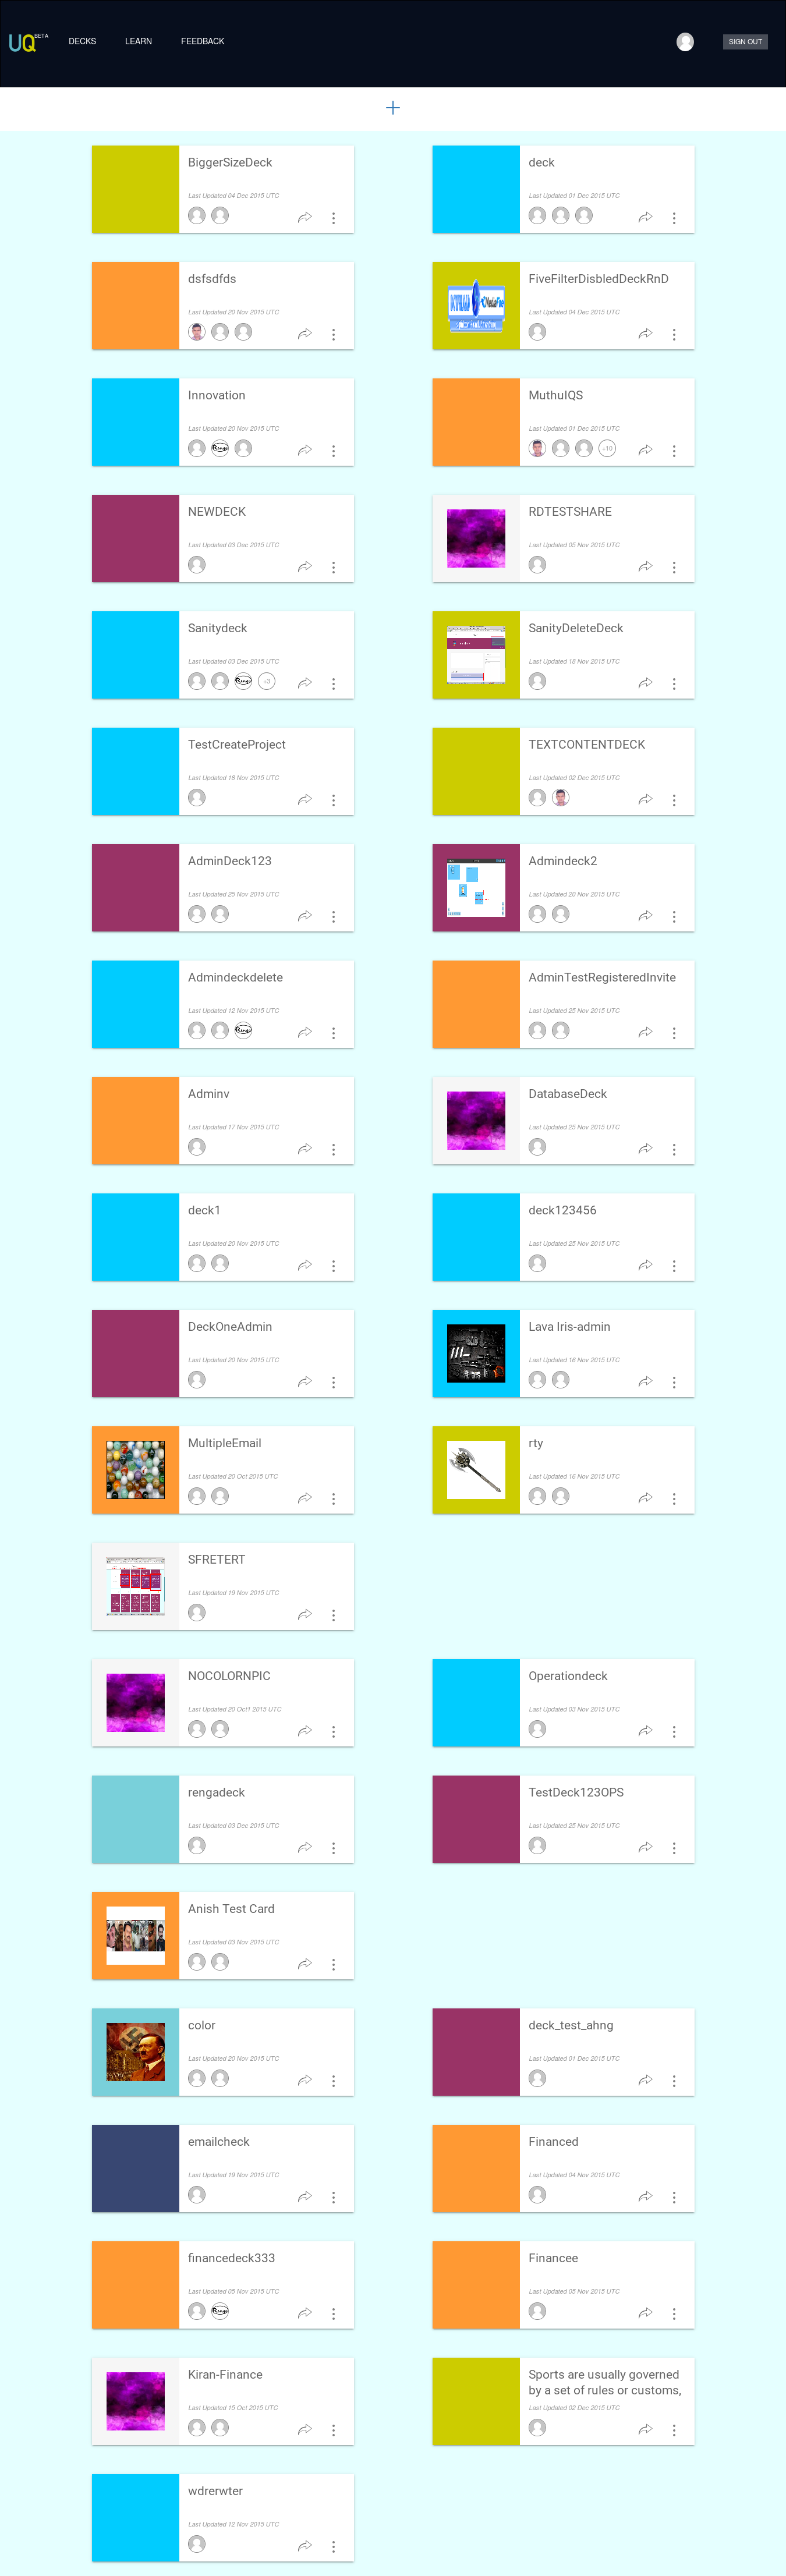 UQ BETA
DECKS LEARN FEEDBACK SIGN OUT
BiggerSizeDeck
Last Updated 04 Dec 2015 UTC
deck
Last Updated 01 Dec 2015 UTC
dsfsdfds
Last Updated 20 Nov 2015 UTC
FiveFilterDisbledDeckRnD
Last Updated 04 Dec 2015 UTC
Innovation
Last Updated 20 Nov 2015 UTC
Ringo
MuthuIQS
Last Updated 01 Dec 2015 UTC
+10
NEWDECK
Last Updated 03 Dec 2015 UTC
RDTESTSHARE
Last Updated 05 Nov 2015 UTC
Sanitydeck
Last Updated 03 Dec 2015 UTC
Ringo +3
SanityDeleteDeck
Last Updated 18 Nov 2015 UTC
TestCreateProject
Last Updated 18 Nov 2015 UTC
TEXTCONTENTDECK
Last Updated 02 Dec 2015 UTC
AdminDeck123
Last Updated 25 Nov 2015 UTC
Admindeck2
Last Updated 20 Nov 2015 UTC
Admindeckdelete
Last Updated 12 Nov 2015 UTC
Ringo
AdminTestRegisteredInvite
Last Updated 25 Nov 2015 UTC
Adminv
Last Updated 17 Nov 2015 UTC
DatabaseDeck
Last Updated 25 Nov 2015 UTC
deck1
Last Updated 20 Nov 2015 UTC
deck123456
Last Updated 25 Nov 2015 UTC
DeckOneAdmin
Last Updated 20 Nov 2015 UTC
Lava Iris-admin
Last Updated 16 Nov 2015 UTC
MultipleEmail
Last Updated 20 Oct 2015 UTC
rty
Last Updated 16 Nov 2015 UTC
SFRETERT
Last Updated 19 Nov 2015 UTC
NOCOLORNPIC
Last Updated 20 Oct1 2015 UTC
Operationdeck
Last Updated 03 Nov 2015 UTC
rengadeck
Last Updated 03 Dec 2015 UTC
TestDeck123OPS
Last Updated 25 Nov 2015 UTC
Anish Test Card
Last Updated 03 Nov 2015 UTC
color
Last Updated 20 Nov 2015 UTC
deck_test_ahng
Last Updated 01 Dec 2015 UTC
emailcheck
Last Updated 19 Nov 2015 UTC
Financed
Last Updated 04 Nov 2015 UTC
financedeck333
Last Updated 05 Nov 2015 UTC
Ringo
Financee
Last Updated 05 Nov 2015 UTC
Kiran-Finance
Last Updated 15 Oct 2015 UTC
Sports are usually governed
by a set of rules or customs,
Last Updated 02 Dec 2015 UTC
wdrerwter
Last Updated 12 Nov 2015 UTC